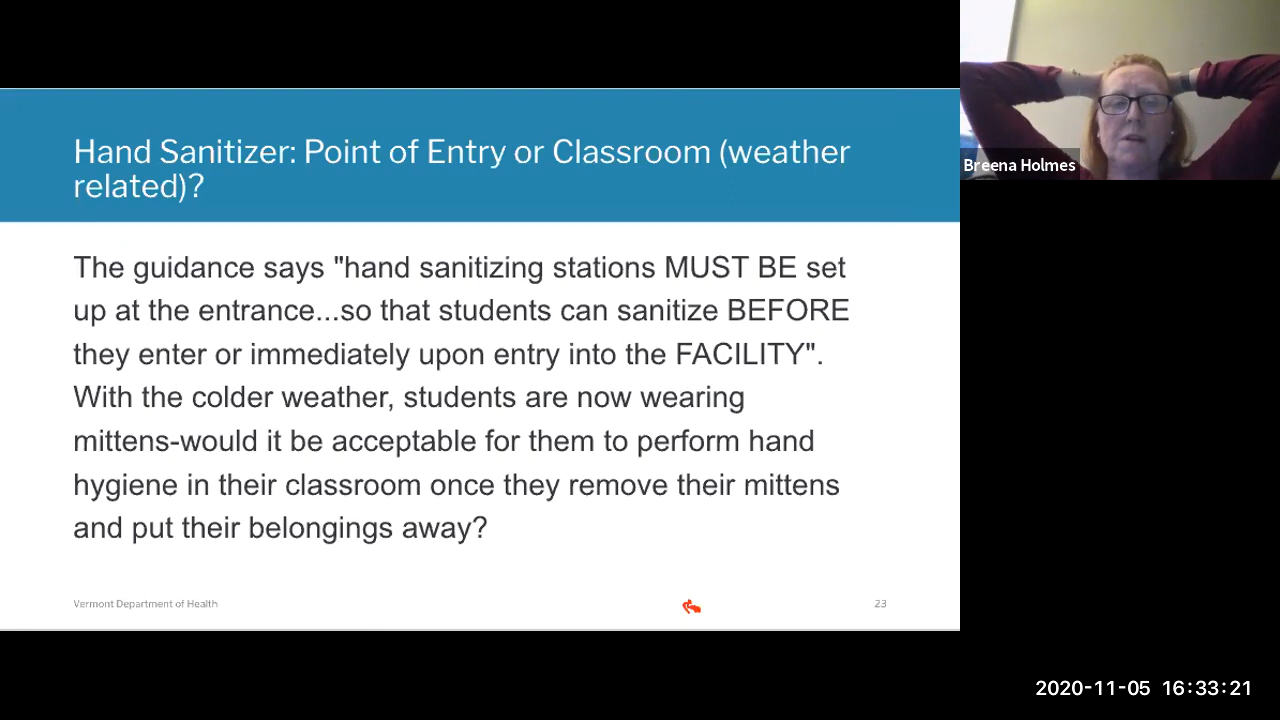 Hand Sanitizer: Point of Entry or Classroom (weather
related)?
Breena Holmes
The guidance says "hand sanitizing stations MUST BE set
up at the entrance...so that students can sanitize BEFORE
they enter or immediately upon entry into the FACILITY".
With the colder weather, students are now wearing
mittens-would it be acceptable for them to perform hand
hygiene in their classroom once they remove their mittens
and put their belongings away?
Vermont Department of Health
23
2020-11-05 16:33:21